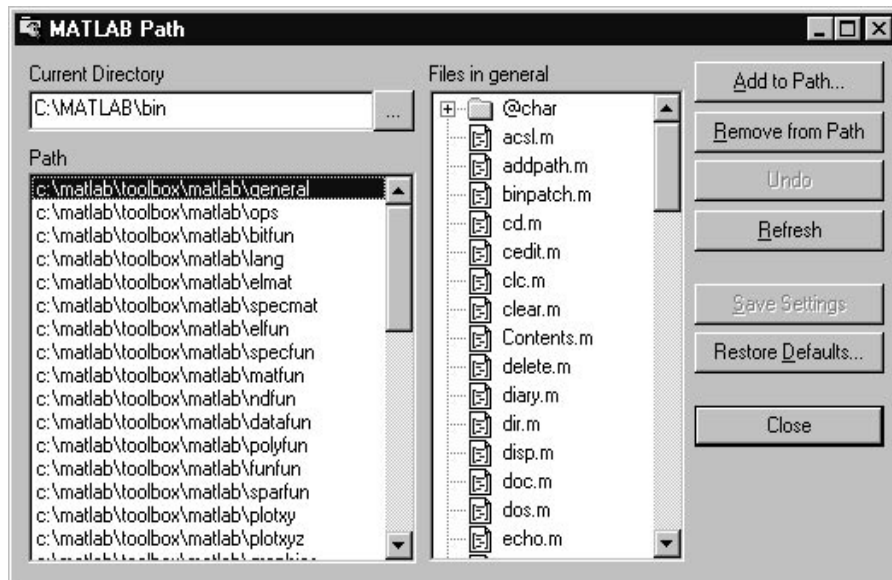 MATLAB Path
Current Directory
C:\MATLAB\bin
...
Path
c:\matlab\toolbox\matlab\general
c:\matlab\toolbox\matlab\ops
c:\matlab\toolbox\matlab\bitfun
c:\matlab\toolbox\matlab\lang
c:\matlab\toolbox\matlab\elmat
c:\matlab\toolbox\matlab\specmat
c:\matlab\toolbox\matlab\elfun
c:\matlab\toolbox\matlab\specfun
c:\matlab\toolbox\matlab\matfun
c:\matlab\toolbox\matlab\ndfun
c:\matlab\toolbox\matlab\datafun
c:\matlab\toolbox\matlab\polyfun
c:\matlab\toolbox\matlab\funfun
c:\matlab\toolbox\matlab\sparfun
c:\matlab\toolbox\matlab\plotxy
c:\matlab\toolbox\matlab\plotxyz
Files in general
@char
acsl.m
addpath.m
binpatch.m
cd.m
cedit.m
clc.m
clear.m
Contents.m
delete.m
diary.m
dir.m
disp.m
doc.m
dos.m
echo.m
Add to Path...
Remove from Path
Undo
Refresh
Save Settings
Restore Defaults...
Close